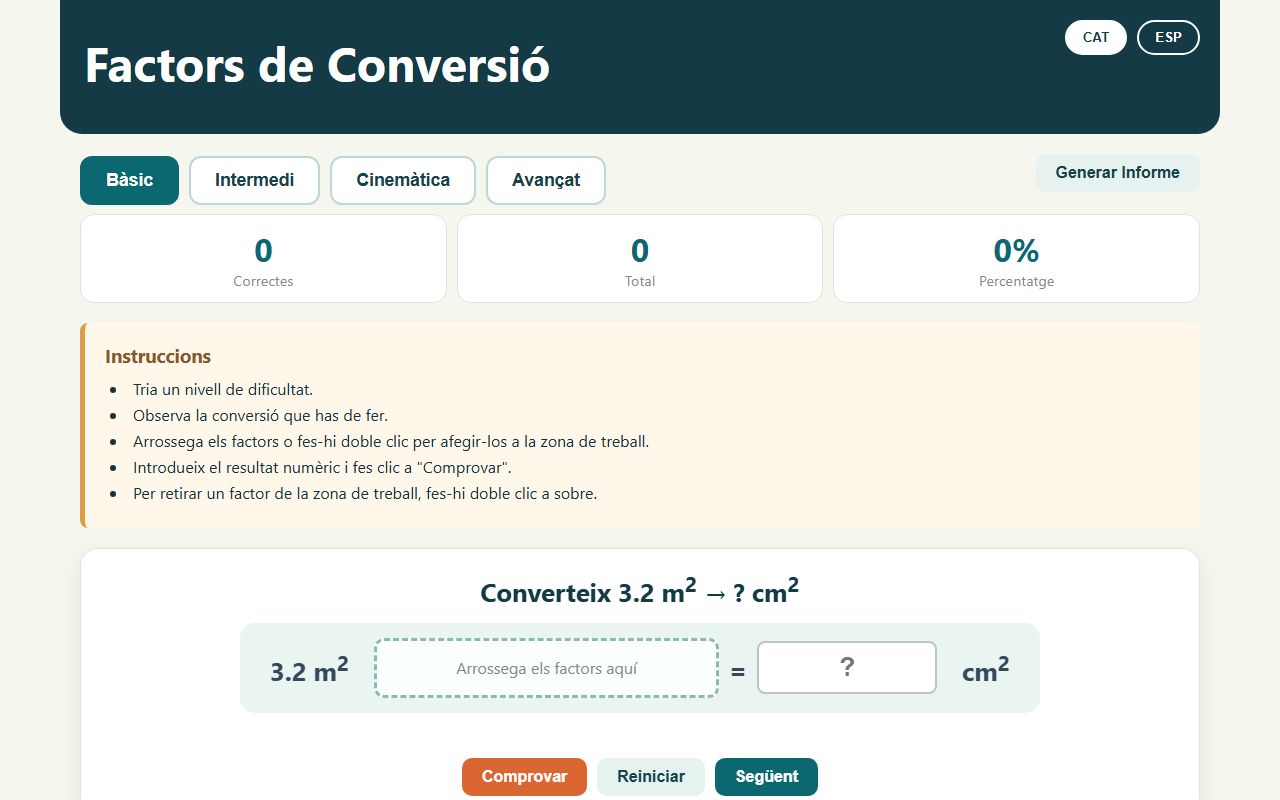 Factors de Conversió
CAT ESP
Bàsic Intermedi Cinemàtica Avançat Generar Informe
0 0 0%
Correctes Total Percentatge
Instruccions
Tria un nivell de dificultat.
Observa la conversió que has de fer.
Arrossega els factors o fes-hi doble clic per afegir-los a la zona de treball.
Introdueix el resultat numèric i fes clic a "Comprovar".
Per retirar un factor de la zona de treball, fes-hi doble clic a sobre.
Converteix 3.2 m² → ? cm²
3.2 m² Arrossega els factors aquí = ? cm²
Comprovar Reiniciar Següent